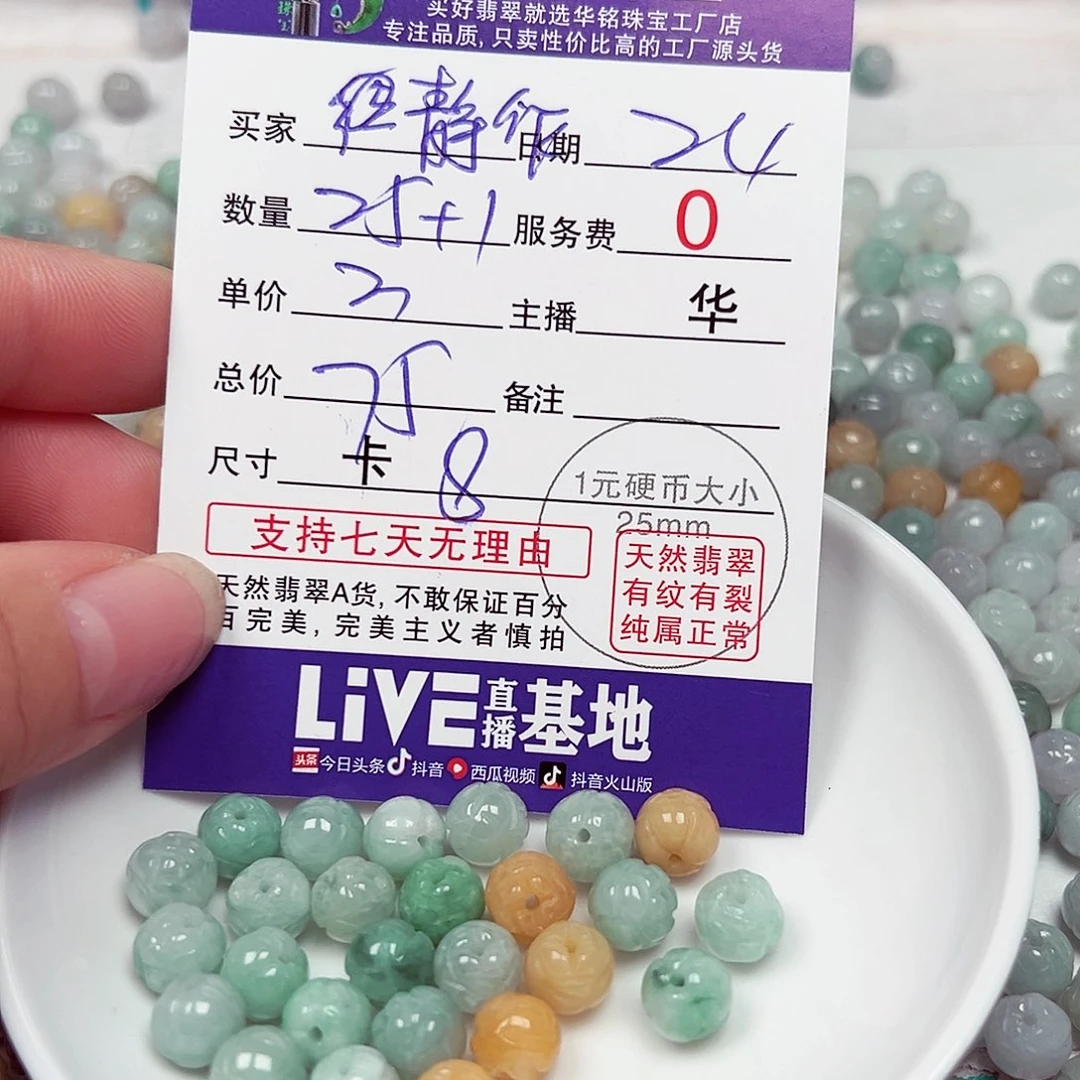 珠宝
买好翡翠就选华铭珠宝工厂店
专注品质,只卖性价比高的工厂源头货
买家 静 日期 24
数量 25+1 服务费 0
单价 3 主播 华
总价 75 备注
尺寸 卡 8
1元硬币大小
25mm
支持七天无理由
天然翡翠
有纹有裂
纯属正常
天然翡翠A货,不敢保证百分
百完美,完美主义者慎拍
LiVE直播基地
头条 今日头条 抖音 西瓜视频 抖音火山版